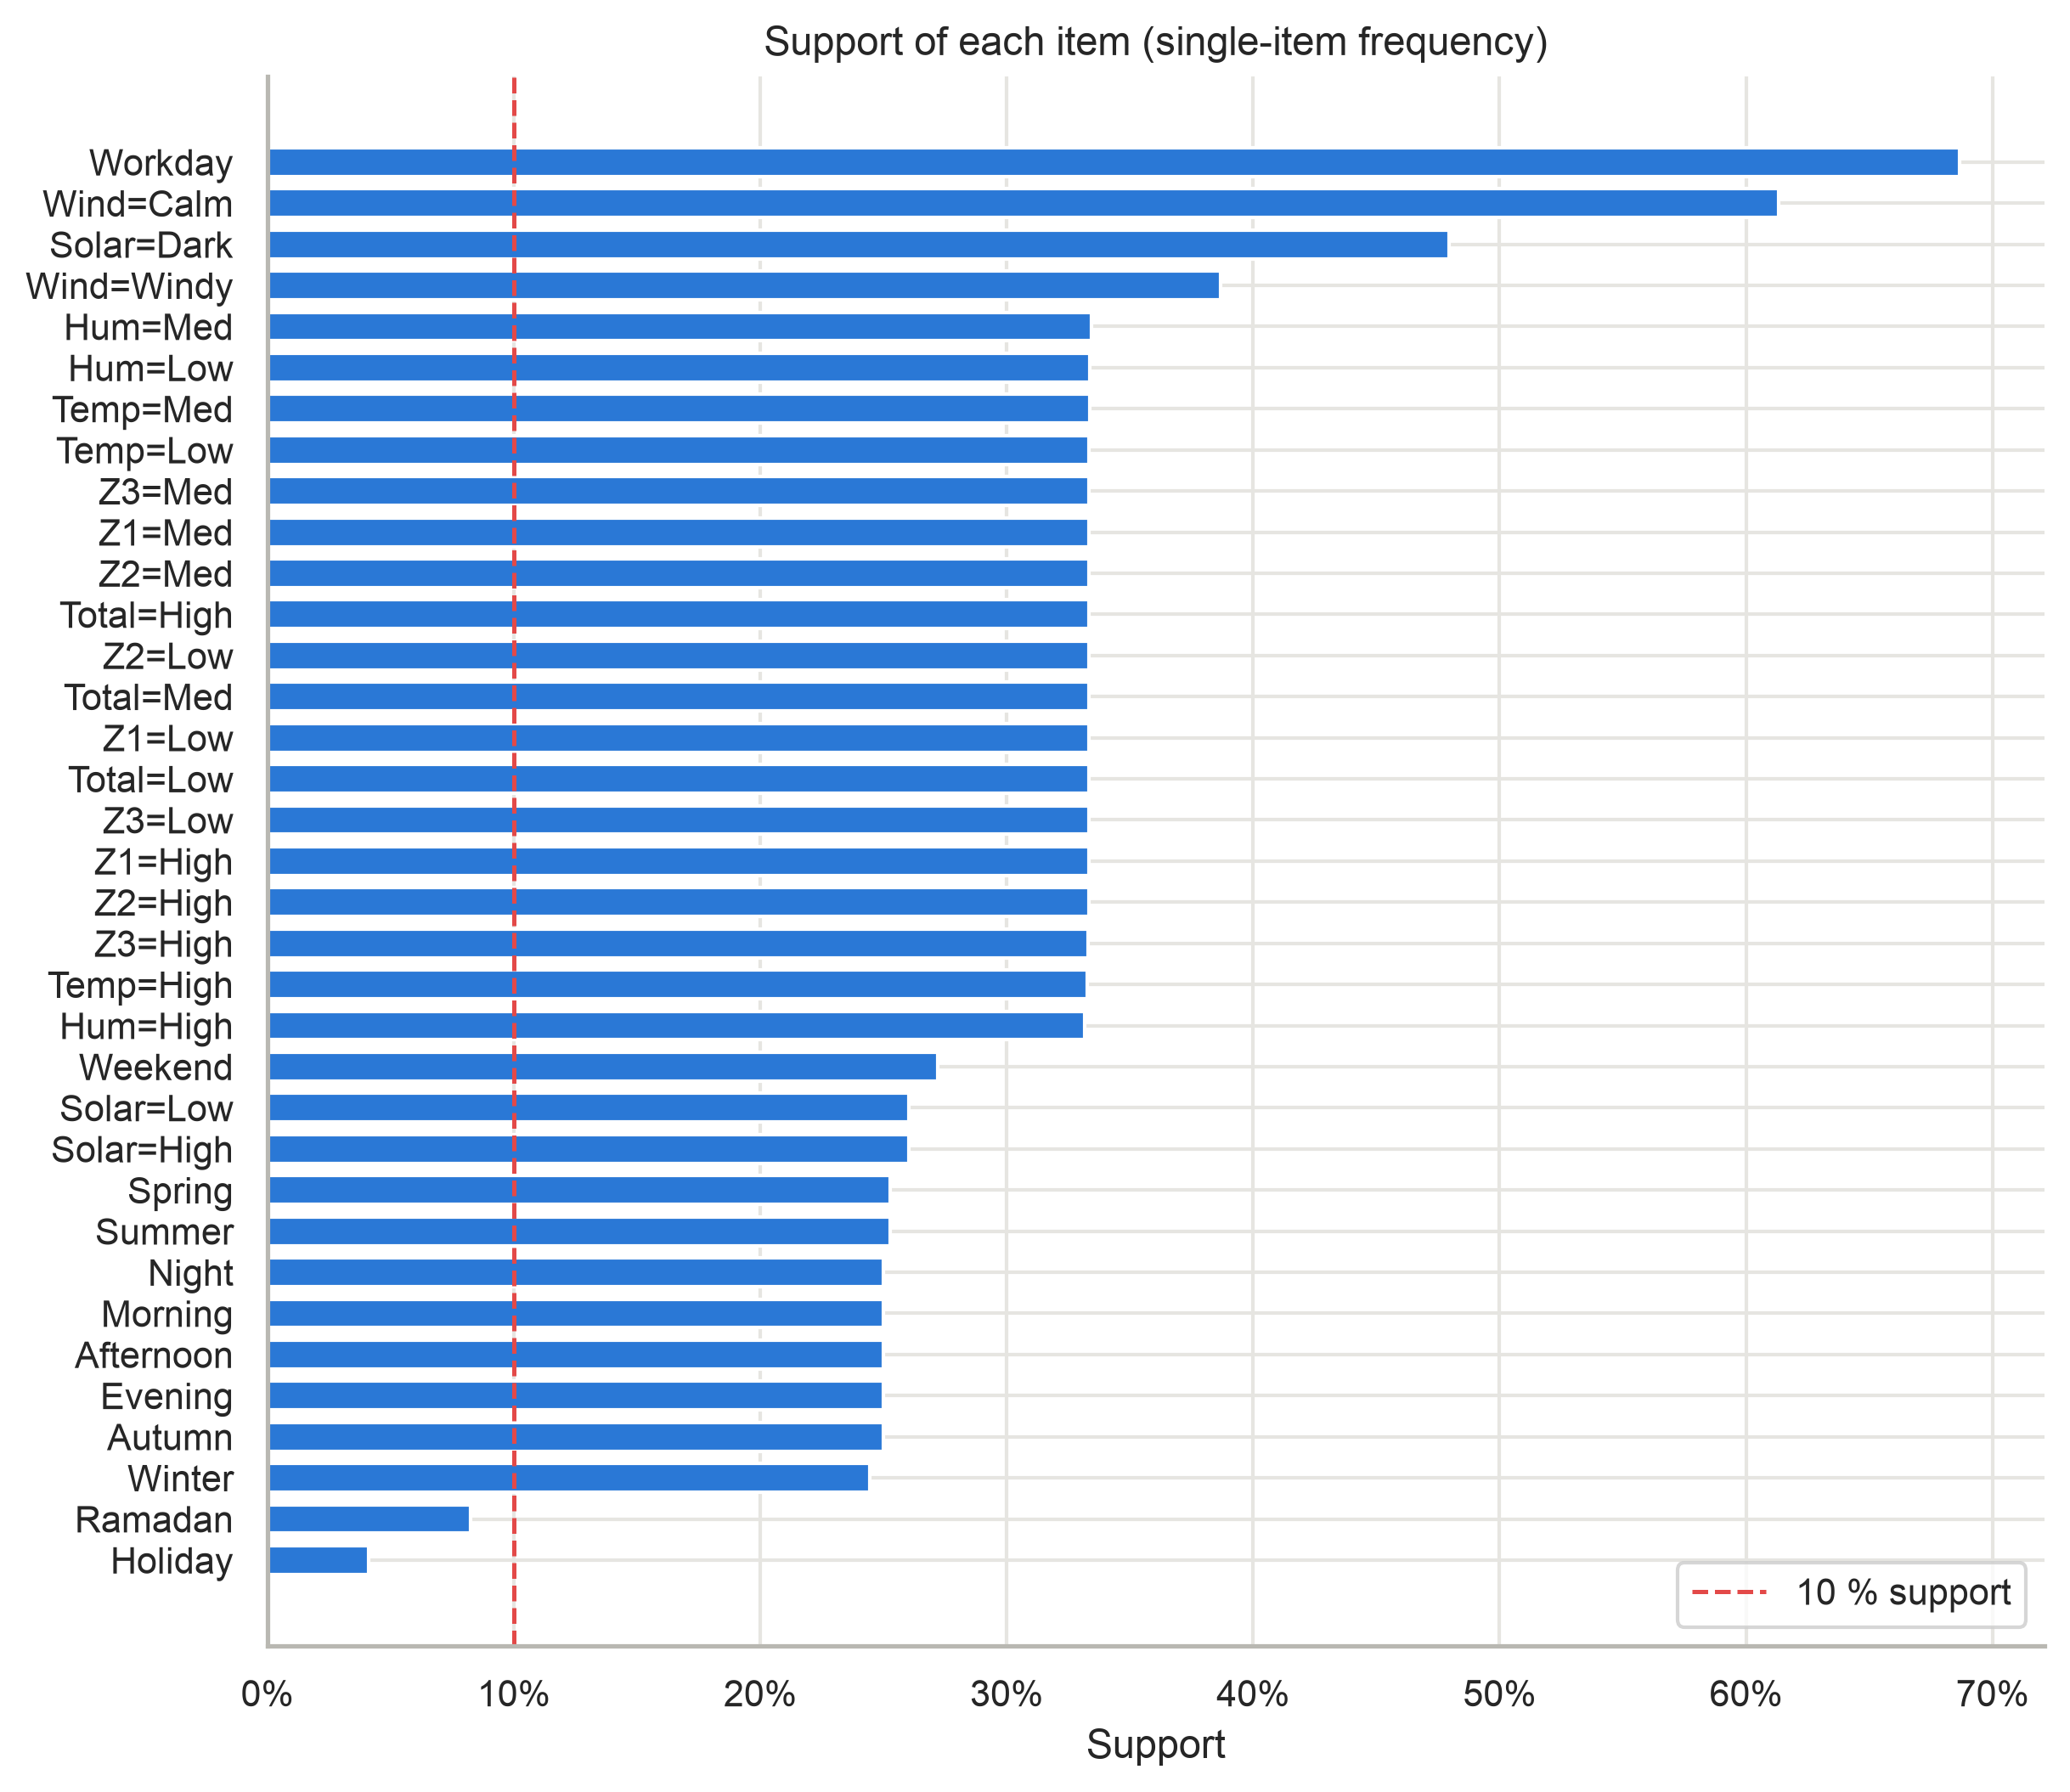 Support of each item (single-item frequency)
Workday
Wind=Calm
Solar=Dark
Wind=Windy
Hum=Med
Hum=Low
Temp=Med
Temp=Low
Z3=Med
Z1=Med
Z2=Med
Total=High
Z2=Low
Total=Med
Z1=Low
Total=Low
Z3=Low
Z1=High
Z2=High
Z3=High
Temp=High
Hum=High
Weekend
Solar=Low
Solar=High
Spring
Summer
Night
Morning
Afternoon
Evening
Autumn
Winter
Ramadan
Holiday
10 % support
0% 10% 20% 30% 40% 50% 60% 70%
Support